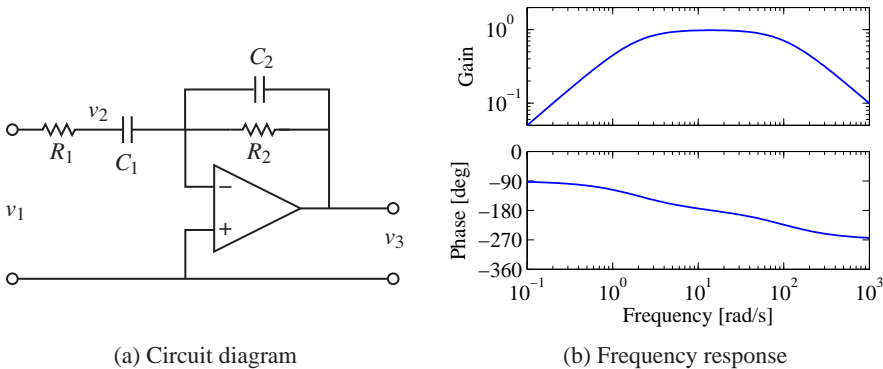 C2
v2
R1
C1
R2
−
+
v1
v3
(a) Circuit diagram
10^0
10^−1
Gain
0
−90
−180
−270
−360
Phase [deg]
10^−1
10^0
10^1
10^2
10^3
Frequency [rad/s]
(b) Frequency response